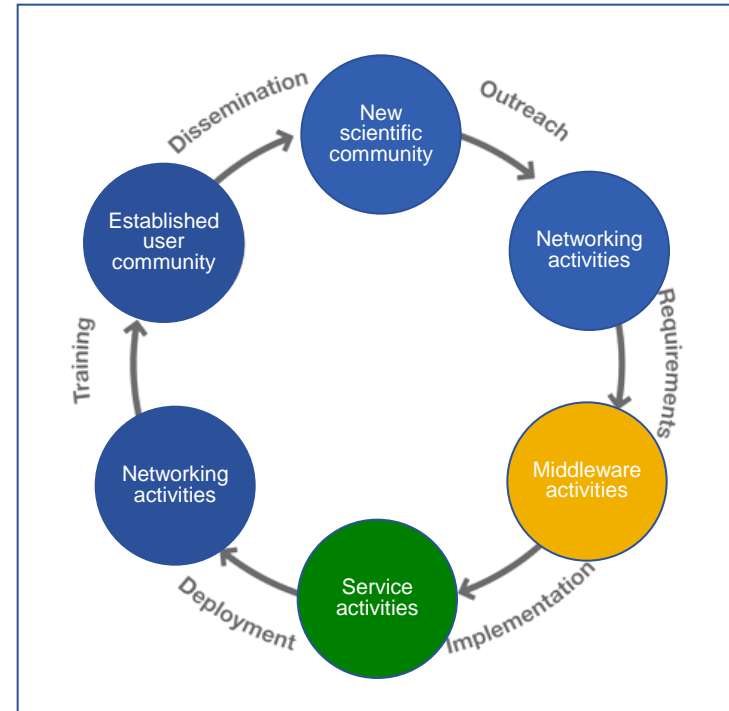 New
scientific
community
Outreach
Networking
activities
Requirements
Middleware
activities
Implementation
Service
activities
Deployment
Networking
activities
Training
Established
user
community
Dissemination